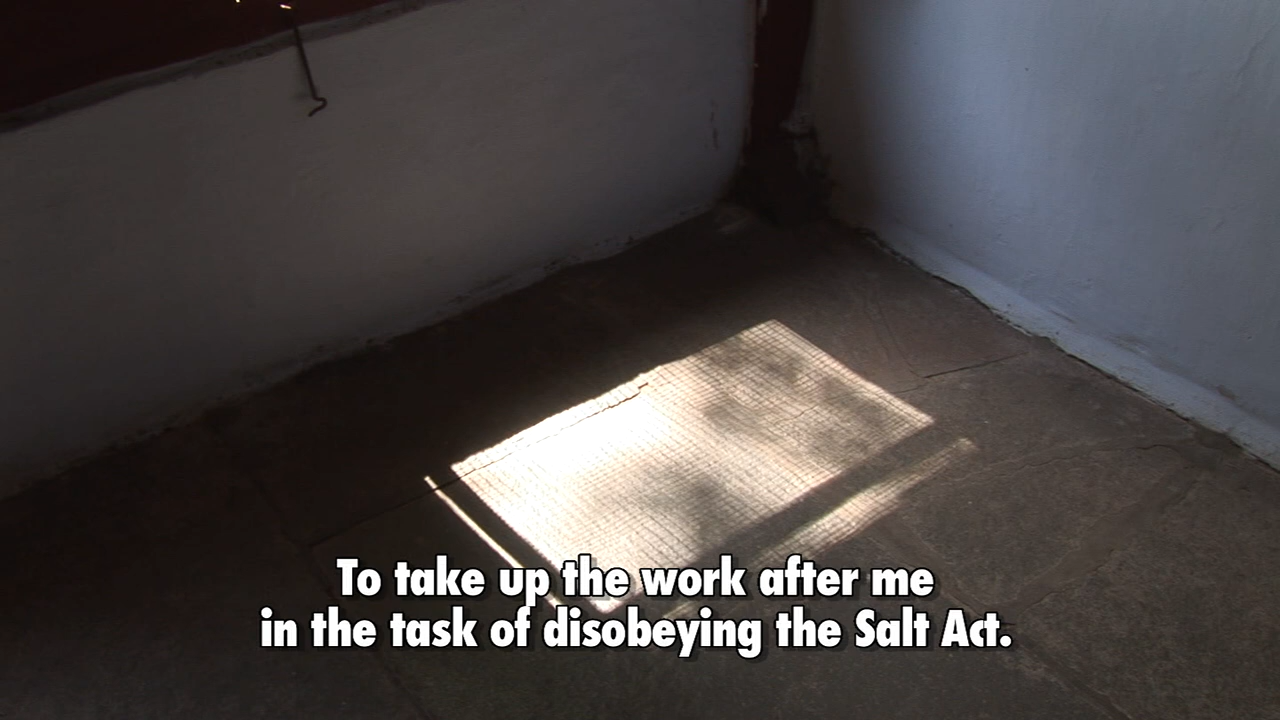 To take up the work after me
in the task of disobeying the Salt Act.